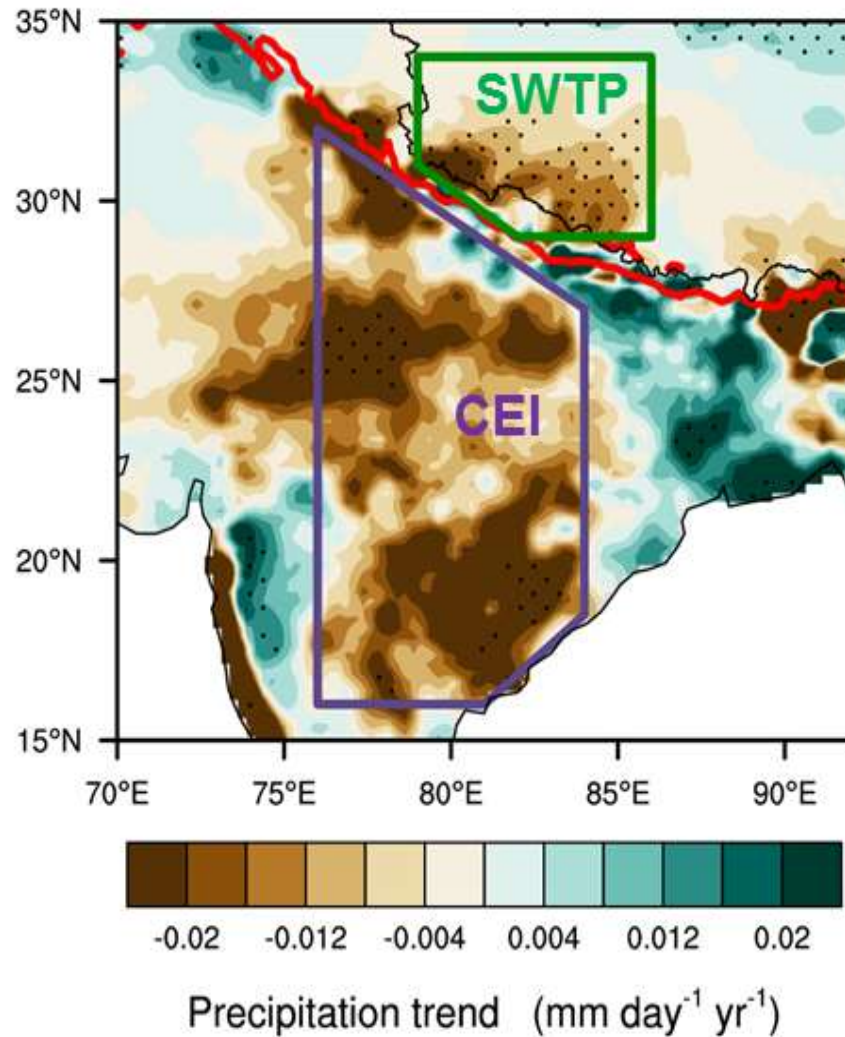 35°N
SWTP
30°N
25°N
CEI
20°N
15°N
70°E 75°E 80°E 85°E 90°E
-0.02 -0.012 -0.004 0.004 0.012 0.02
Precipitation trend (mm day⁻¹ yr⁻¹)